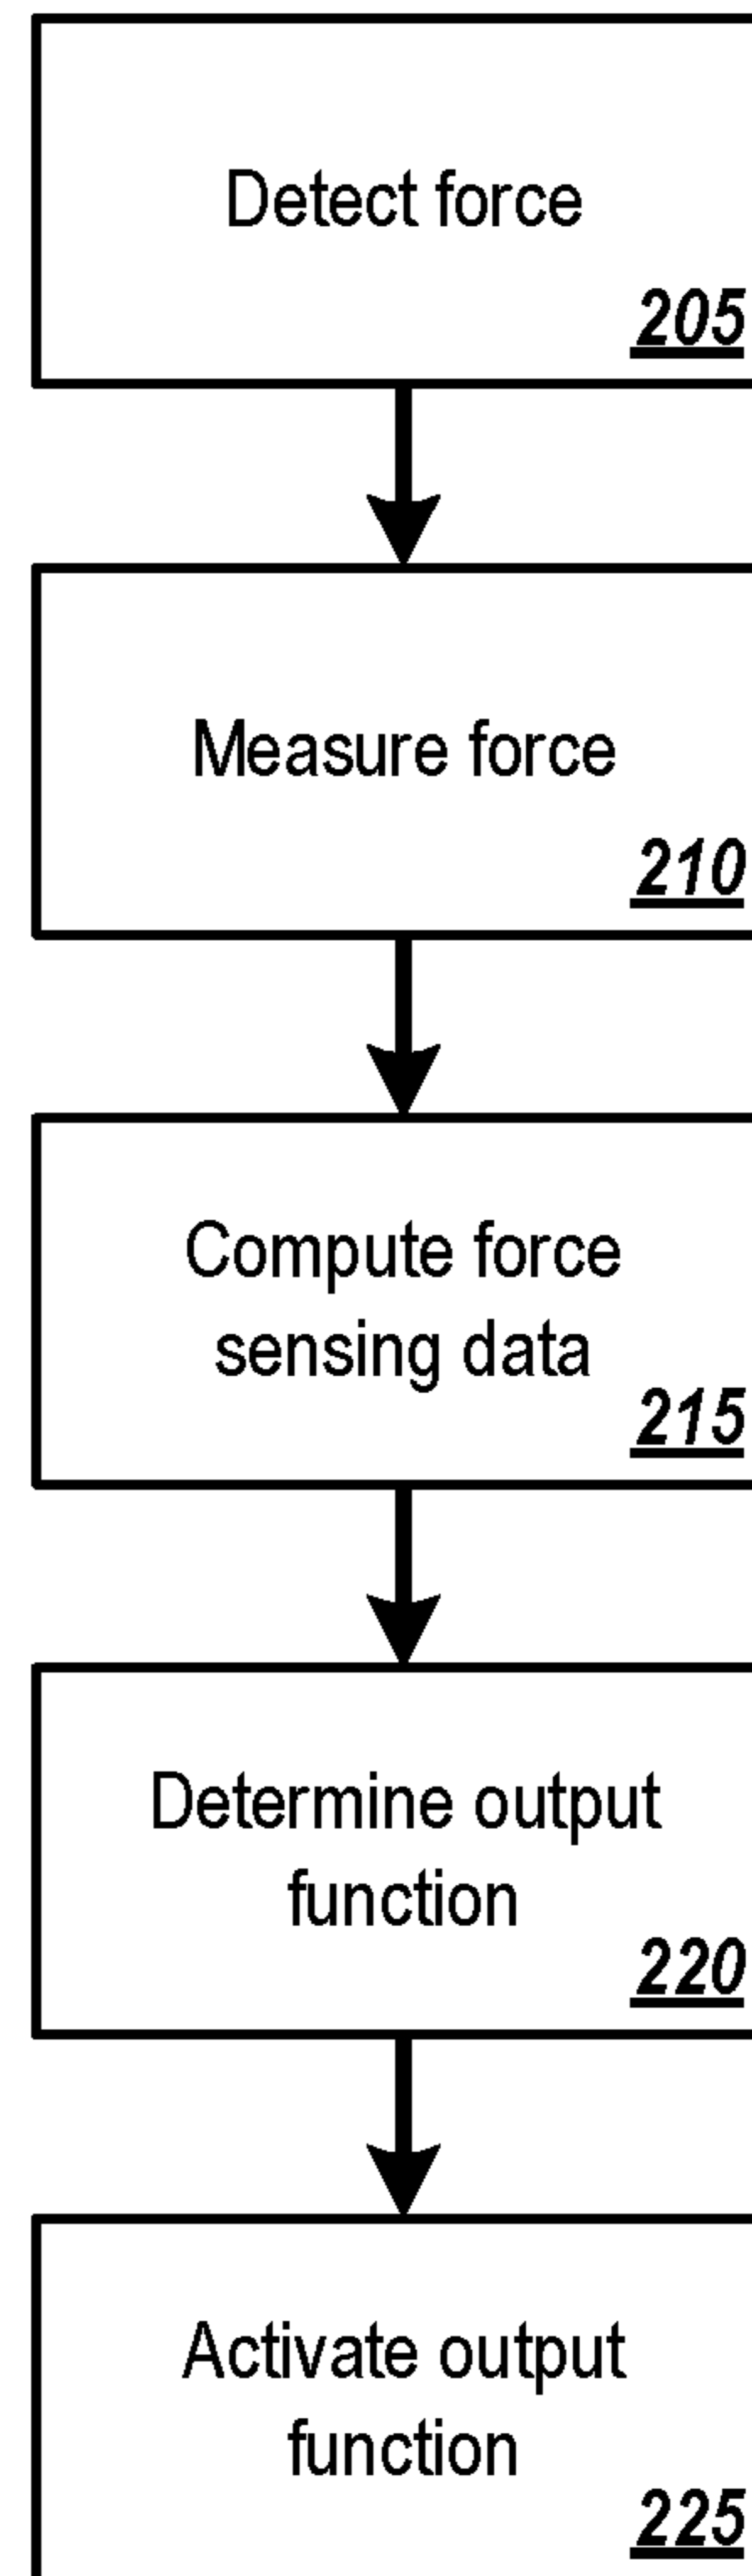 Detect force
205
Measure force
210
Compute force
sensing data
215
Determine output
function
220
Activate output
function
225